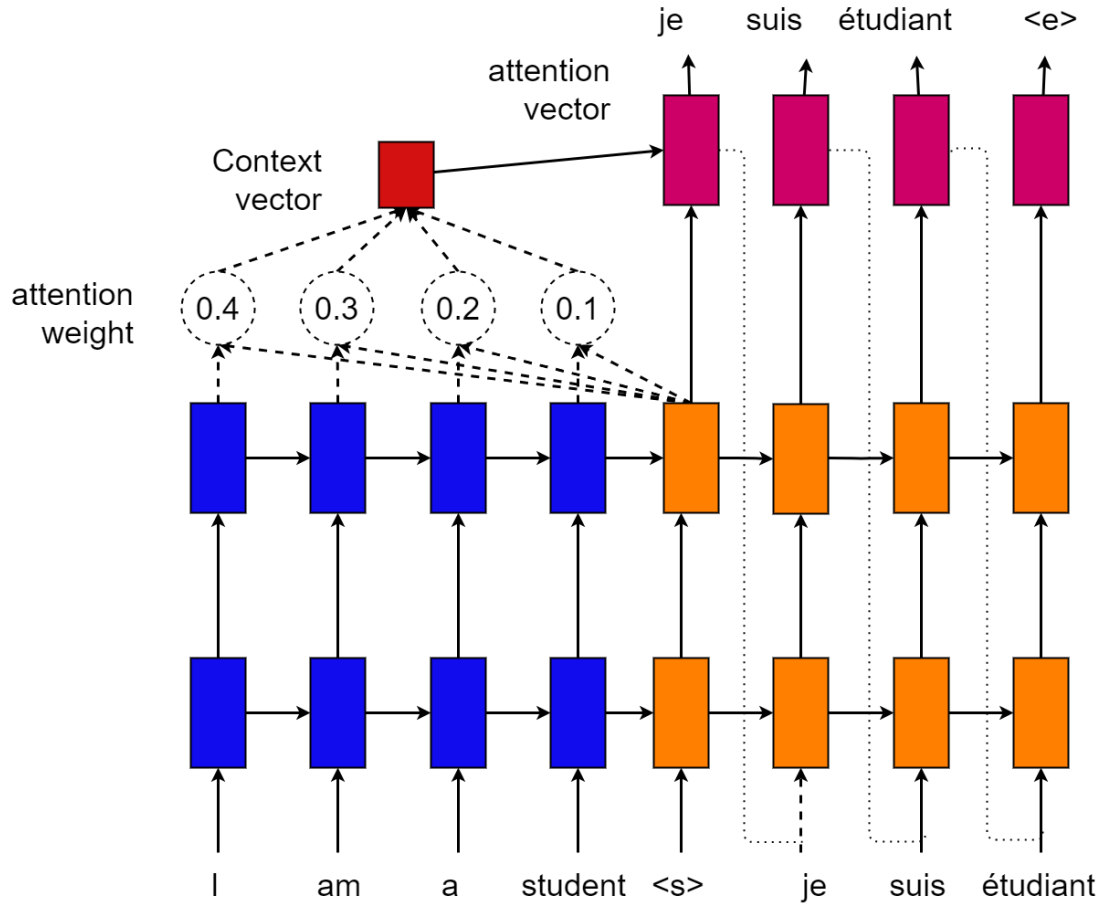 je suis étudiant <e>
attention
vector
Context
vector
attention
weight
0.4 0.3 0.2 0.1
I am a student <s> je suis étudiant